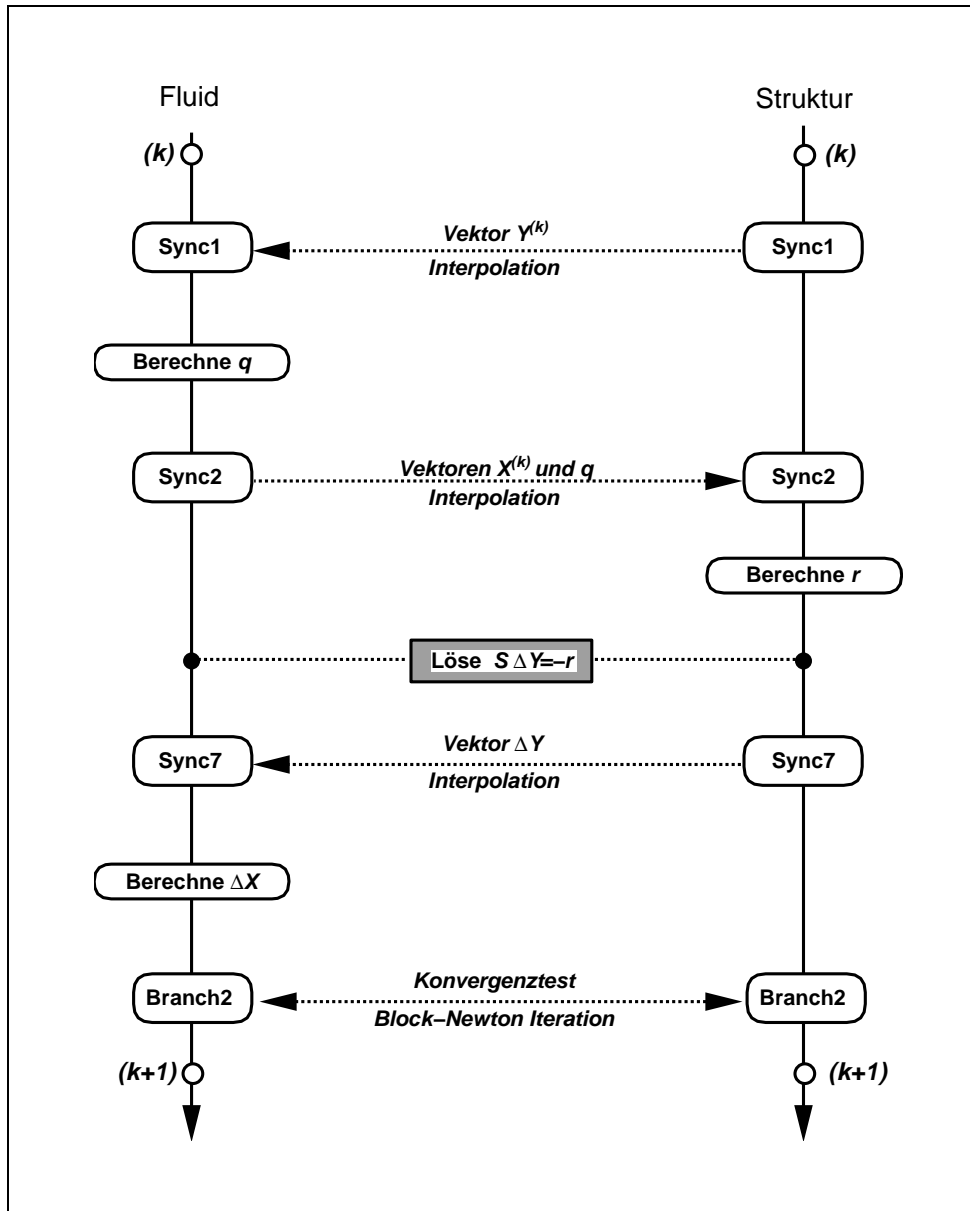 Fluid
Struktur
(k)
(k)
Sync1
Vektor Y(k)
Interpolation
Sync1
Berechne q
Sync2
Vektoren X(k) und q
Interpolation
Sync2
Berechne r
Löse S ΔY=–r
Sync7
Vektor ΔY
Interpolation
Sync7
Berechne ΔX
Branch2
Konvergenztest
Block–Newton Iteration
Branch2
(k+1)
(k+1)